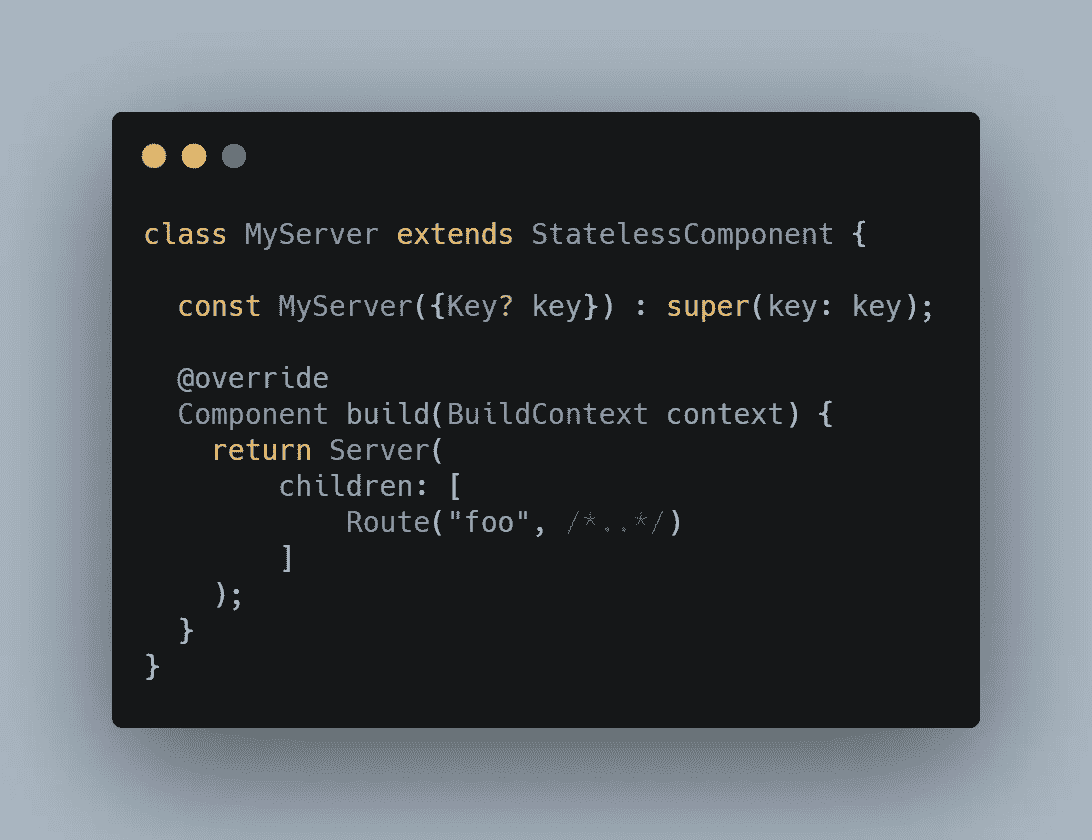 class MyServer extends StatelessComponent {
  const MyServer({Key? key}) : super(key: key);
  @override
  Component build(BuildContext context) {
    return Server(
        children: [
            Route("foo", /*..*/)
        ]
    );
  }
}